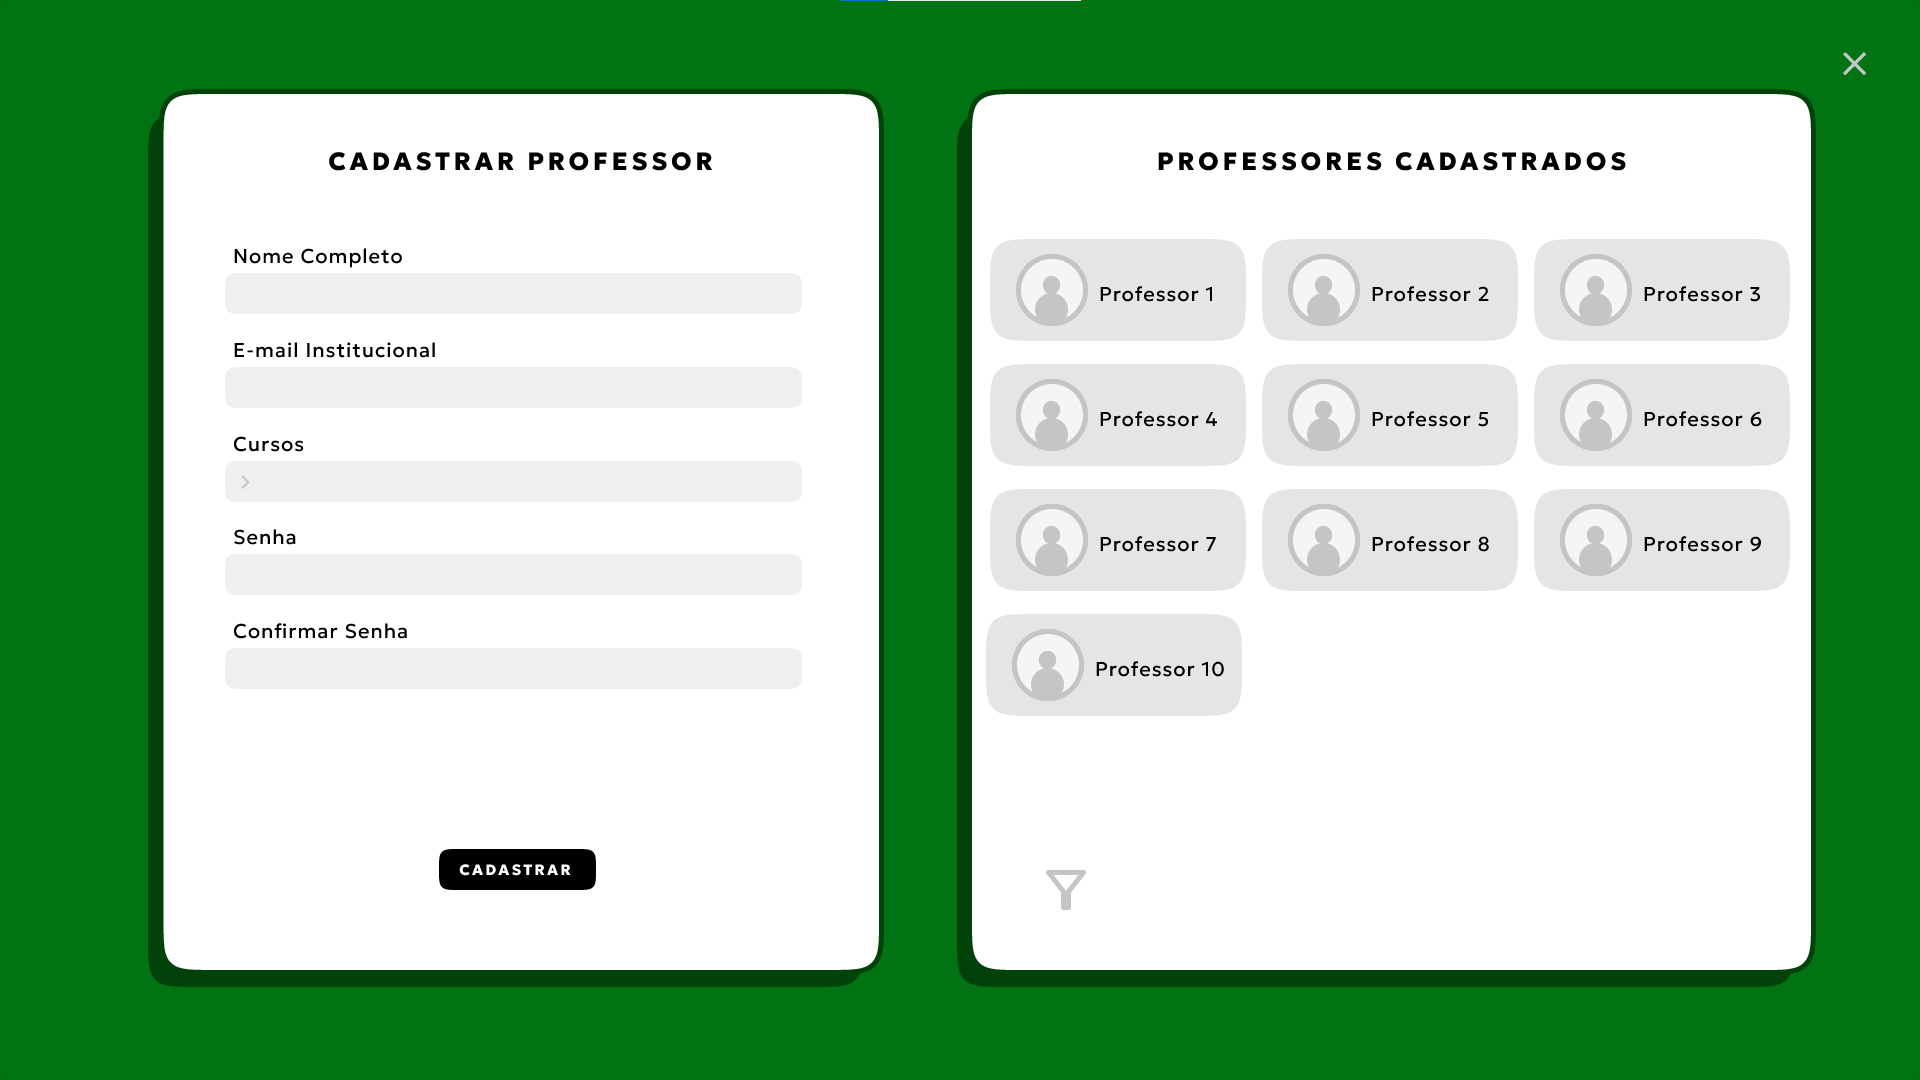 CADASTRAR PROFESSOR
Nome Completo
E-mail Institucional
Cursos
Senha
Confirmar Senha
CADASTRAR
PROFESSORES CADASTRADOS
Professor 1
Professor 2
Professor 3
Professor 4
Professor 5
Professor 6
Professor 7
Professor 8
Professor 9
Professor 10